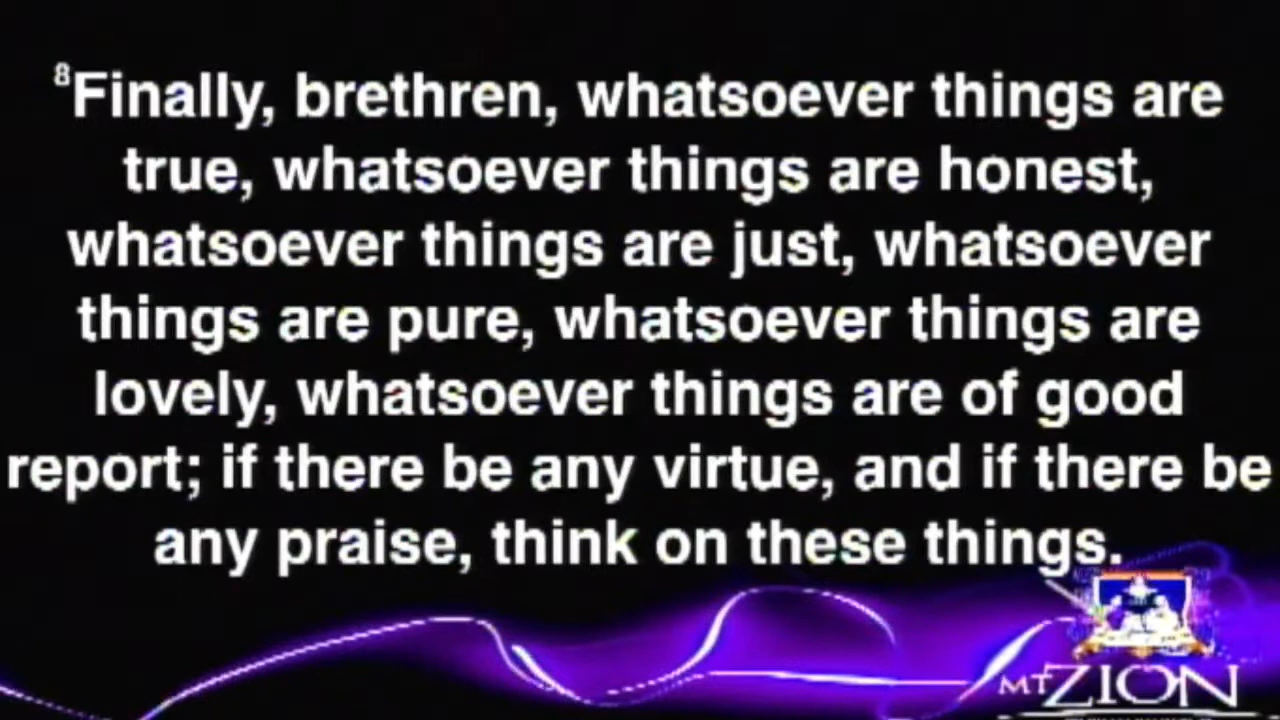 ⁸Finally, brethren, whatsoever things are
true, whatsoever things are honest,
whatsoever things are just, whatsoever
things are pure, whatsoever things are
lovely, whatsoever things are of good
report; if there be any virtue, and if there be
any praise, think on these things.
MT ZION